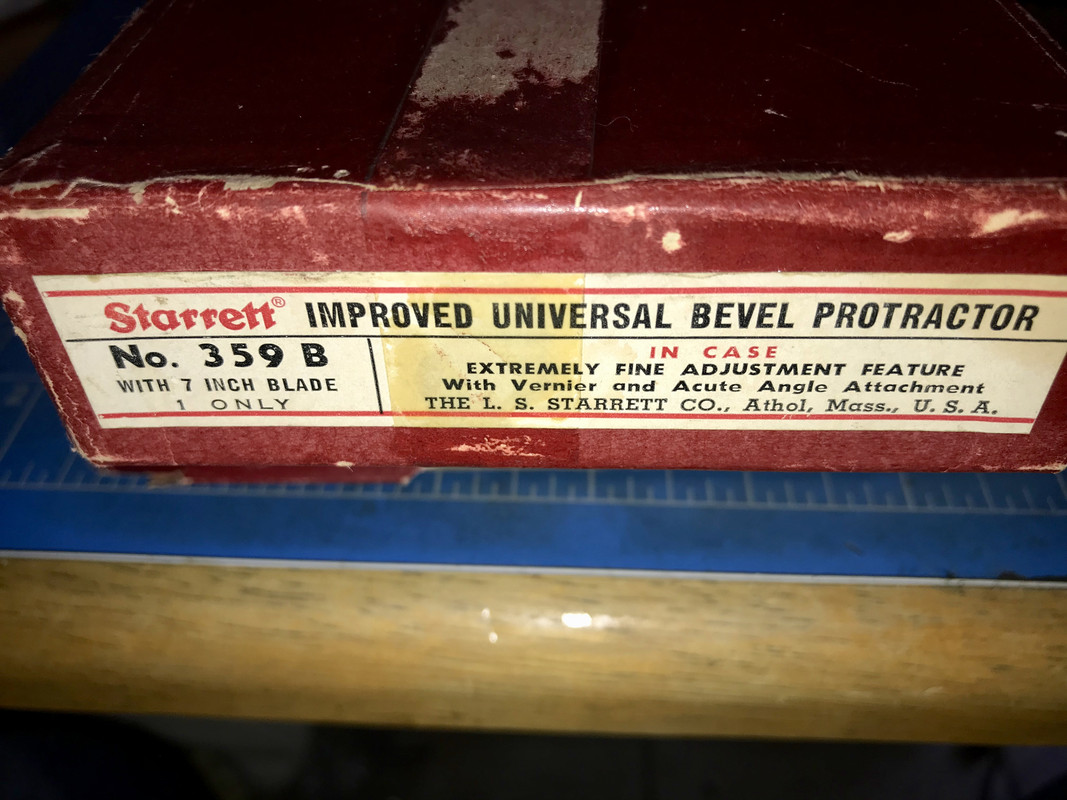 Starrett® IMPROVED UNIVERSAL BEVEL PROTRACTOR
No. 359 B
WITH 7 INCH BLADE
1 ONLY
IN CASE
EXTREMELY FINE ADJUSTMENT FEATURE
With Vernier and Acute Angle Attachment
THE L. S. STARRETT CO., Athol, Mass., U. S. A.